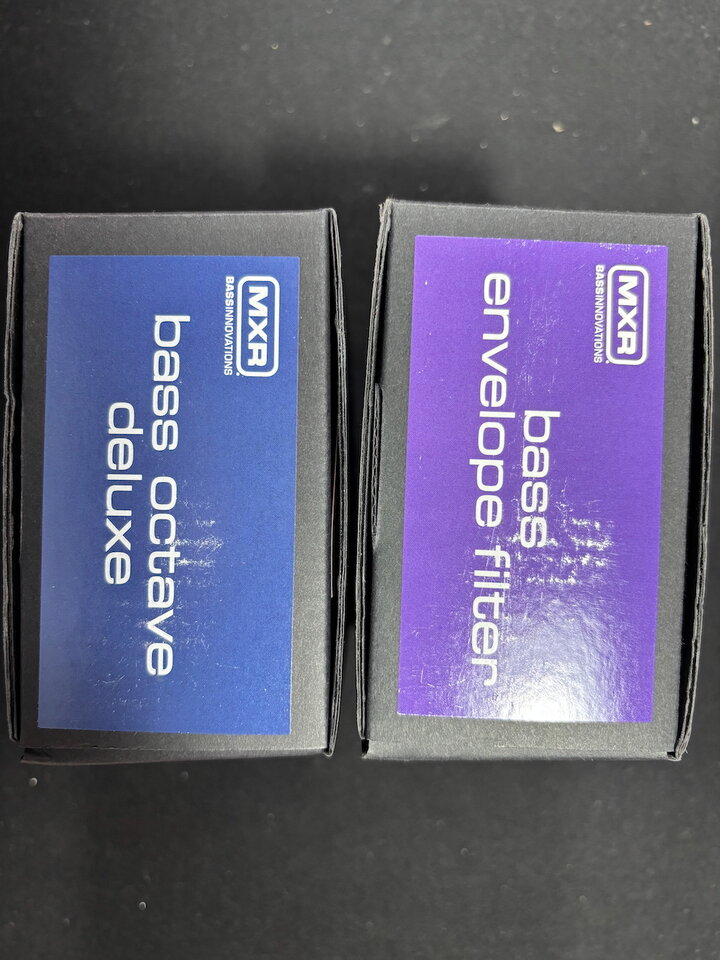 MXR
BASSINNOVATIONS
bass octave
deluxe
MXR
BASSINNOVATIONS
bass
envelope filter